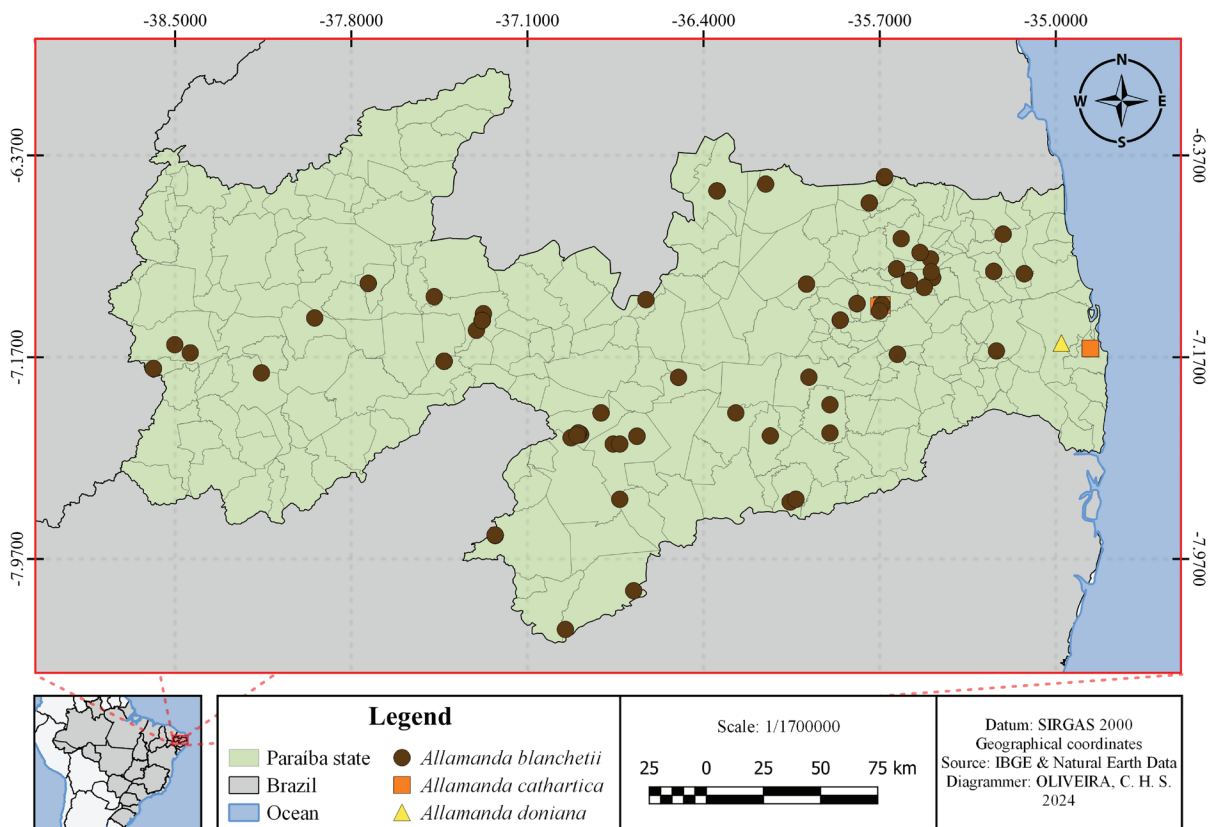 -38.5000 -37.8000 -37.1000 -36.4000 -35.7000 -35.0000
N
W E
S
-6.3700 -6.3700
-7.1700 -7.1700
-7.9700 -7.9700
Legend
Paraíba state
Brazil
Ocean
Allamanda blanchetii
Allamanda cathartica
Allamanda doniana
Scale: 1/1700000
25 0 25 50 75 km
Datum: SIRGAS 2000
Geographical coordinates
Source: IBGE & Natural Earth Data
Diagrammer: OLIVEIRA, C. H. S.
2024